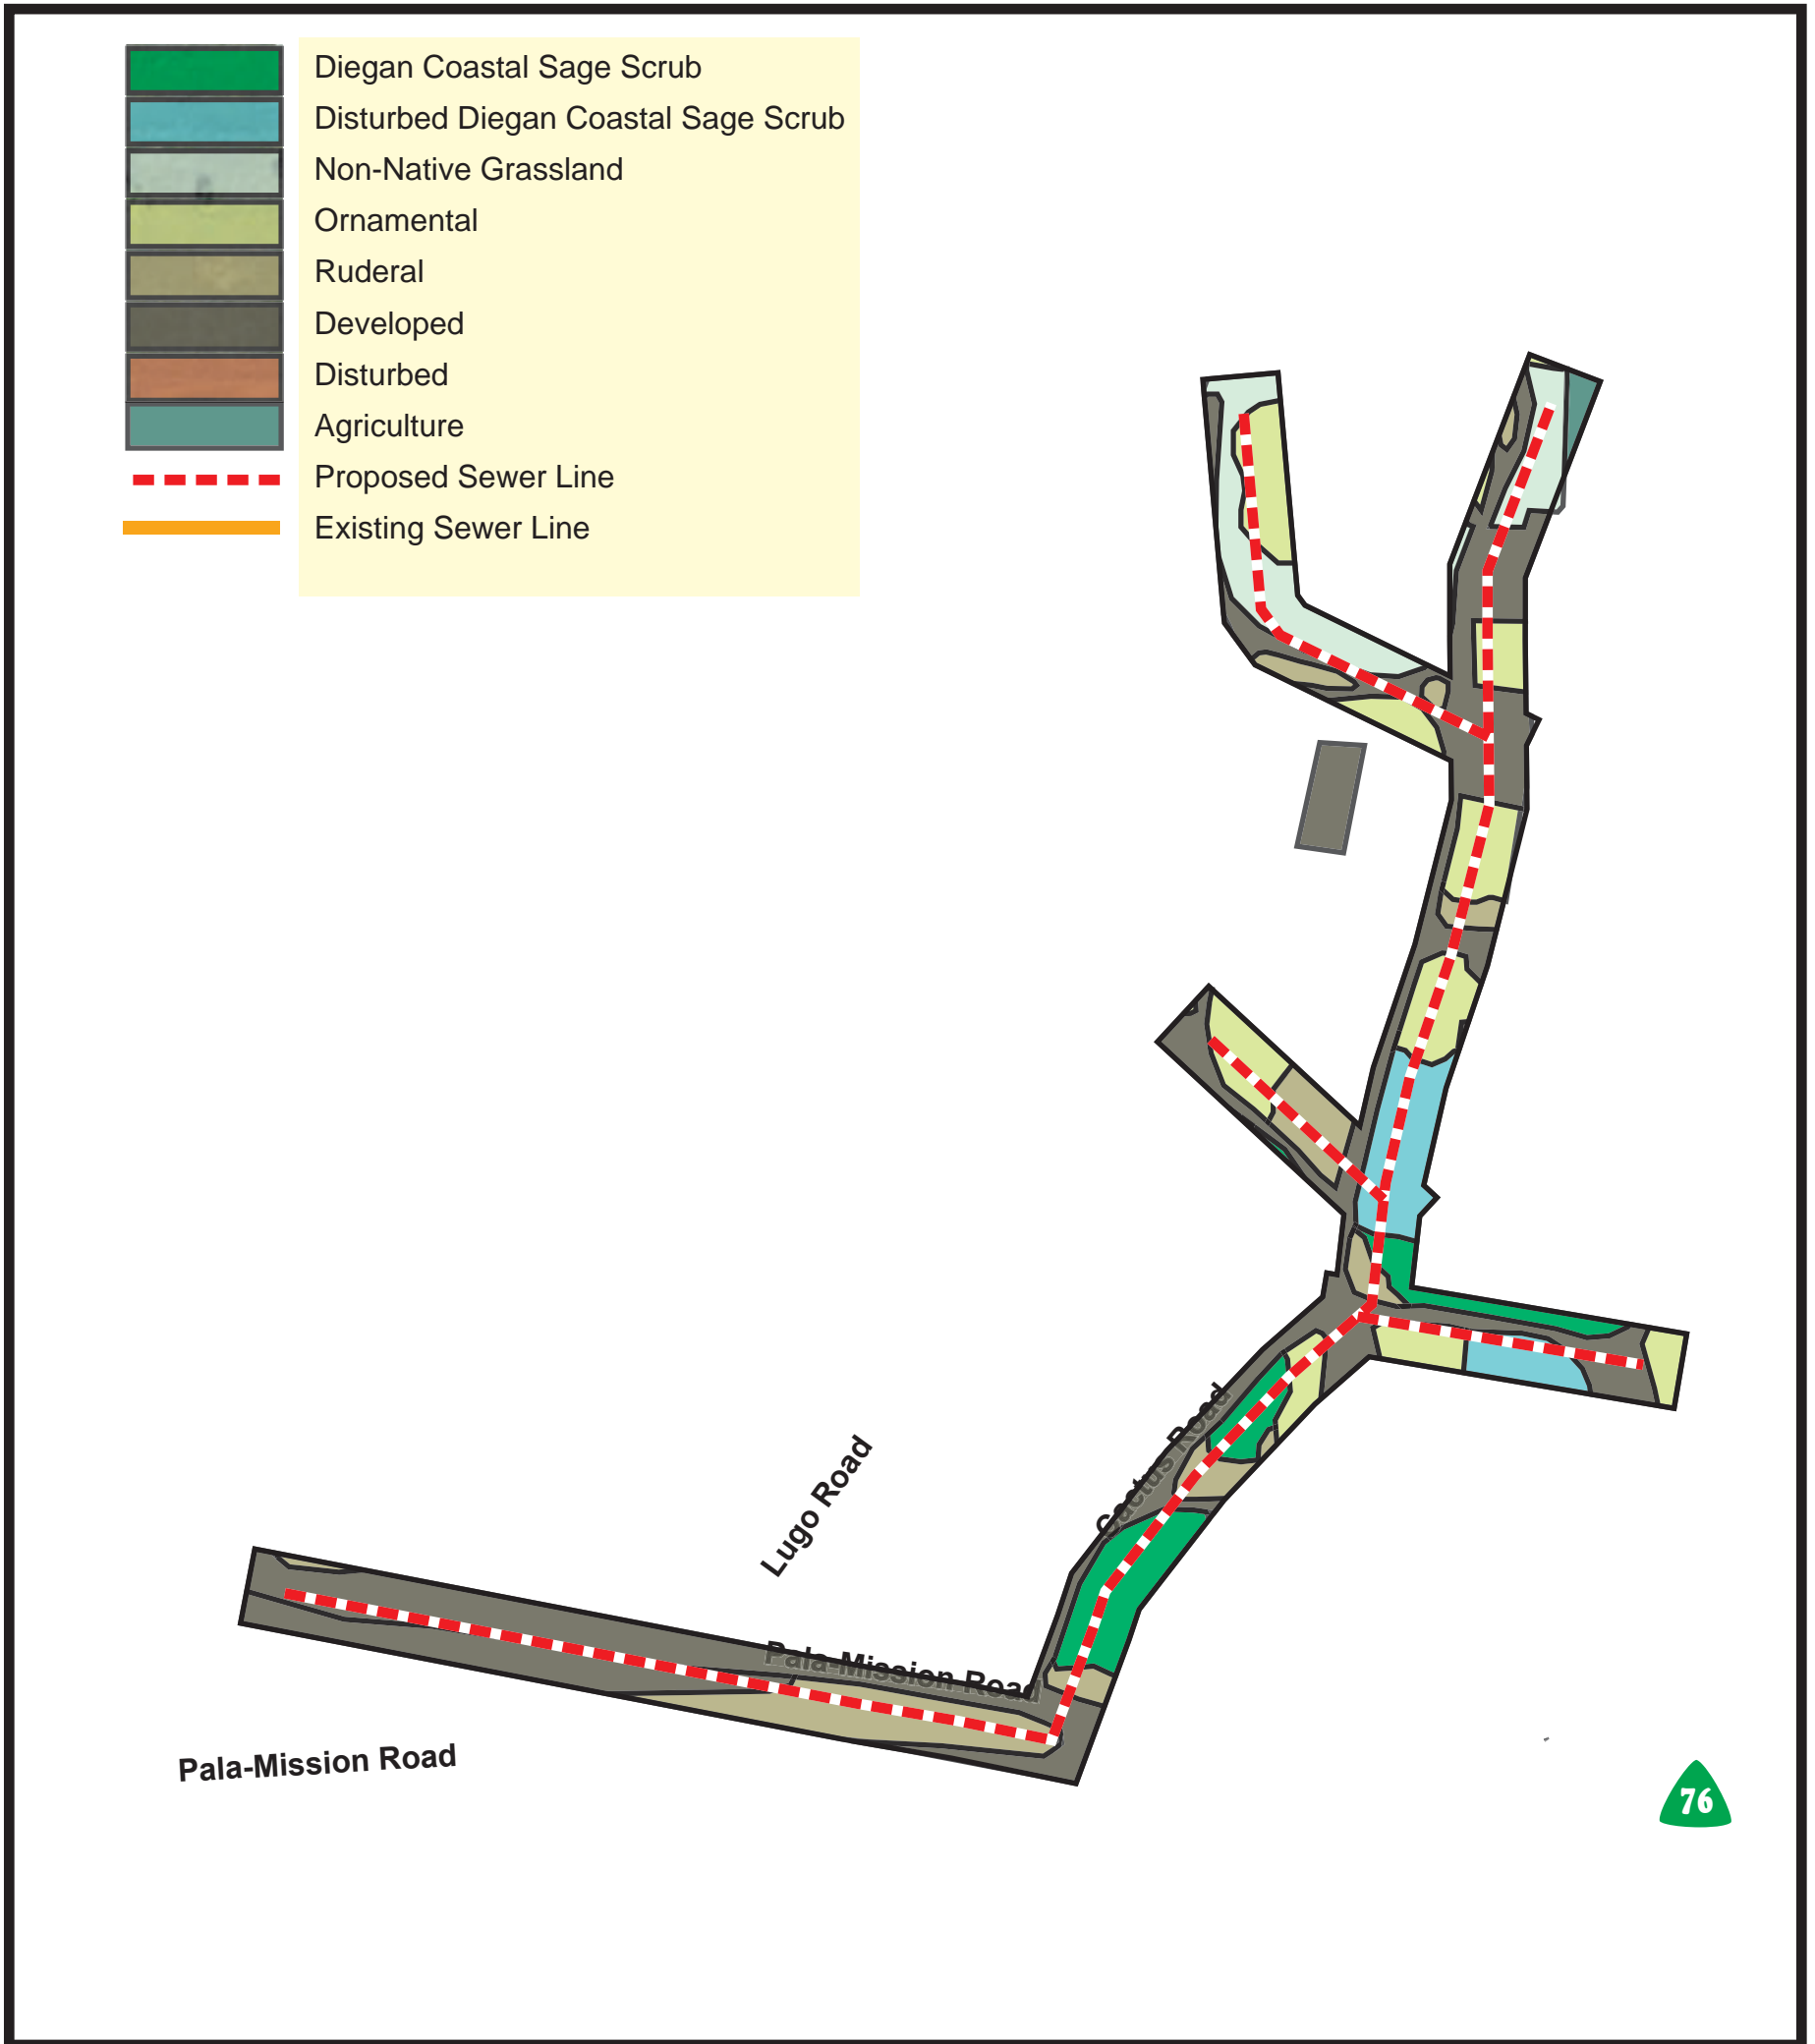 Diegan Coastal Sage Scrub
Disturbed Diegan Coastal Sage Scrub
Non-Native Grassland
Ornamental
Ruderal
Developed
Disturbed
Agriculture
Proposed Sewer Line
Existing Sewer Line
Cactus Road
Lugo Road
Pala-Mission Road
Pala-Mission Road
76